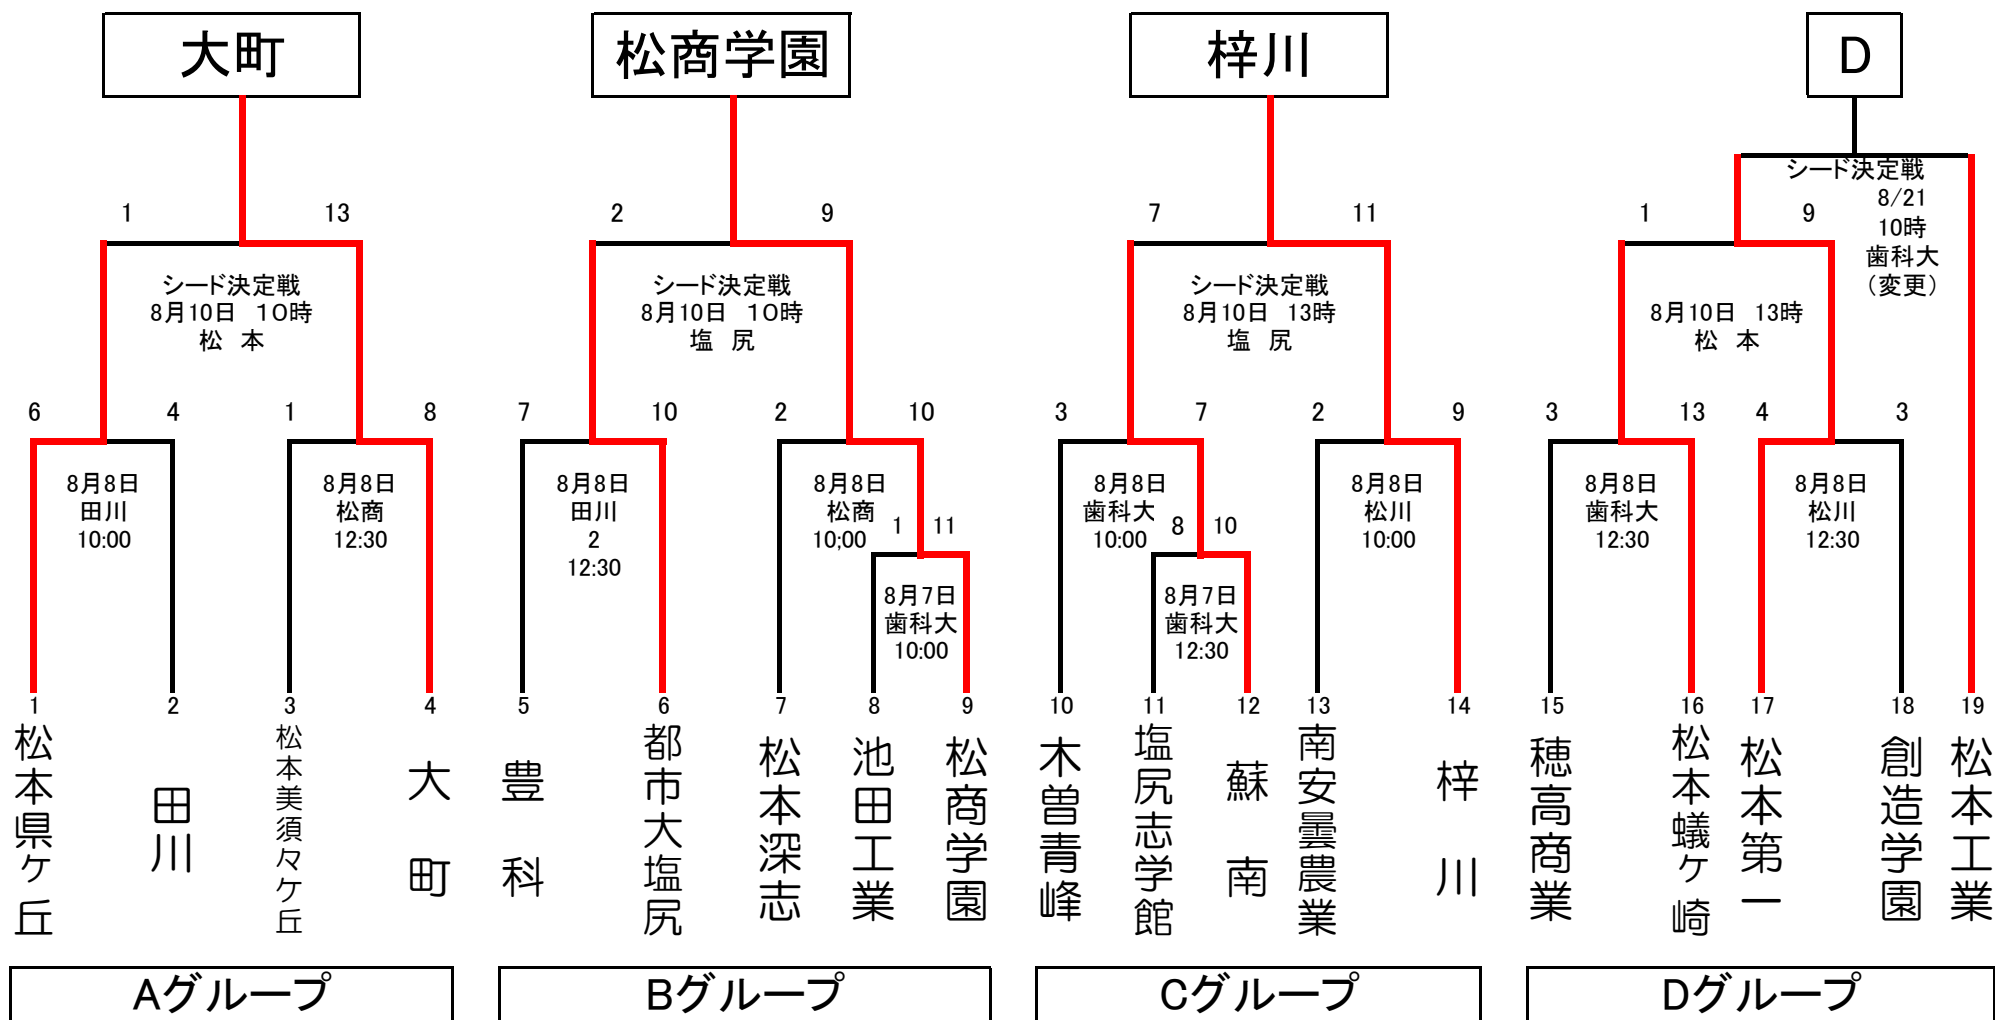 大町
松商学園
梓川
D
シード決定戦
8/21
10時
歯科大
（変更）
1
13
2
9
7
11
1
9
シード決定戦
8月10日　10時
松　本
シード決定戦
8月10日　10時
塩　尻
シード決定戦
8月10日　13時
塩　尻
8月10日　13時
松　本
6
4
1
8
7
10
2
10
3
7
2
9
3
13
4
3
8月8日
田川
10:00
8月8日
松商
12:30
8月8日
田川
2
12:30
8月8日
松商
10;00
1
11
8月7日
歯科大
10:00
8月8日
歯科大
10:00
8
10
8月7日
歯科大
12:30
8月8日
松川
10:00
8月8日
歯科大
12:30
8月8日
松川
12:30
1
2
3
4
5
6
7
8
9
10
11
12
13
14
15
16
17
18
19
松本県ケ丘
田川
松本美須々ケ丘
大町
豊科
都市大塩尻
松本深志
池田工業
松商学園
木曽青峰
塩尻志学館
蘇南
南安曇農業
梓川
穂高商業
松本蟻ケ崎
松本第一
創造学園
松本工業
Aグループ
Bグループ
Cグループ
Dグループ